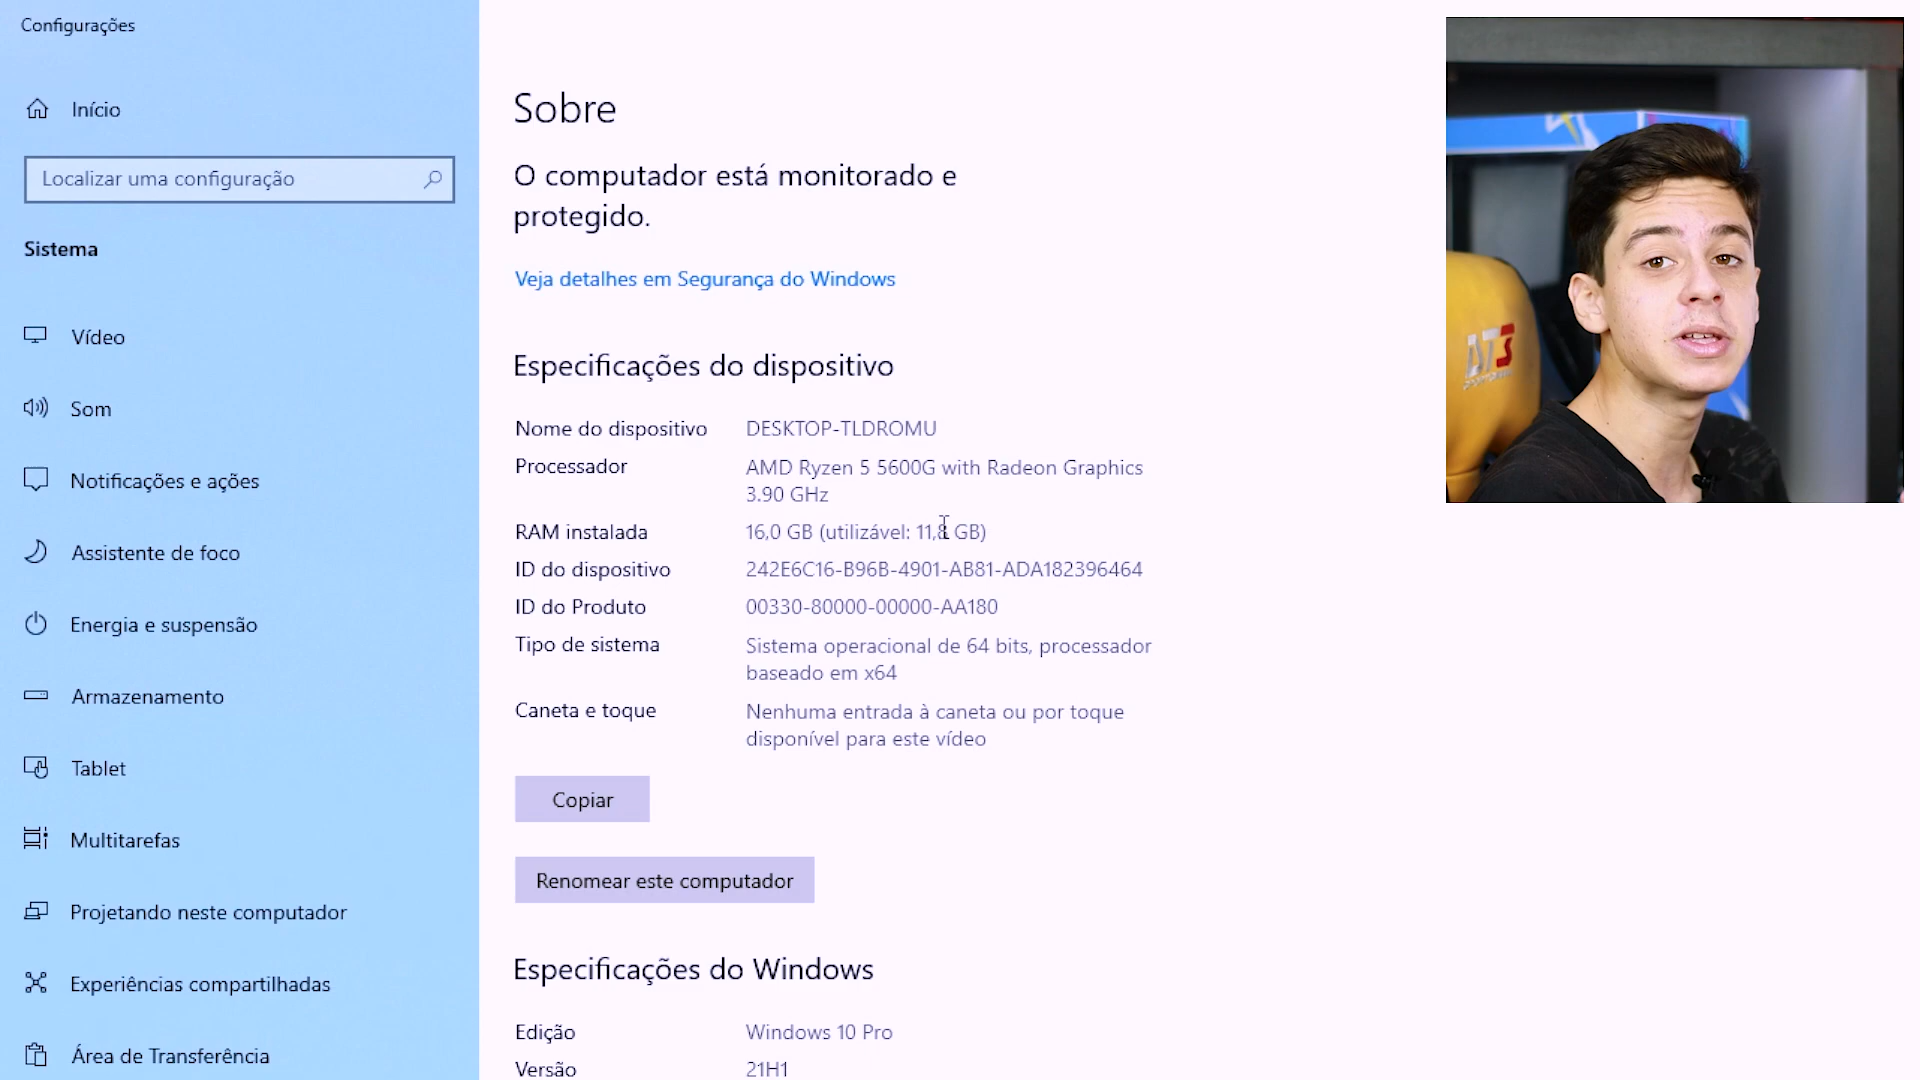 Configurações
Início
Localizar uma configuração
Sistema
Vídeo
Som
Notificações e ações
Assistente de foco
Energia e suspensão
Armazenamento
Tablet
Multitarefas
Projetando neste computador
Experiências compartilhadas
Área de Transferência
Sobre
O computador está monitorado e
protegido.
Veja detalhes em Segurança do Windows
Especificações do dispositivo
Nome do dispositivo DESKTOP-TLDROMU
Processador AMD Ryzen 5 5600G with Radeon Graphics
3.90 GHz
RAM instalada 16,0 GB (utilizável: 11,8 GB)
ID do dispositivo 242E6C16-B96B-4901-AB81-ADA182396464
ID do Produto 00330-80000-00000-AA180
Tipo de sistema Sistema operacional de 64 bits, processador
baseado em x64
Caneta e toque Nenhuma entrada à caneta ou por toque
disponível para este vídeo
Copiar
Renomear este computador
Especificações do Windows
Edição Windows 10 Pro
Versão 21H1
DT3